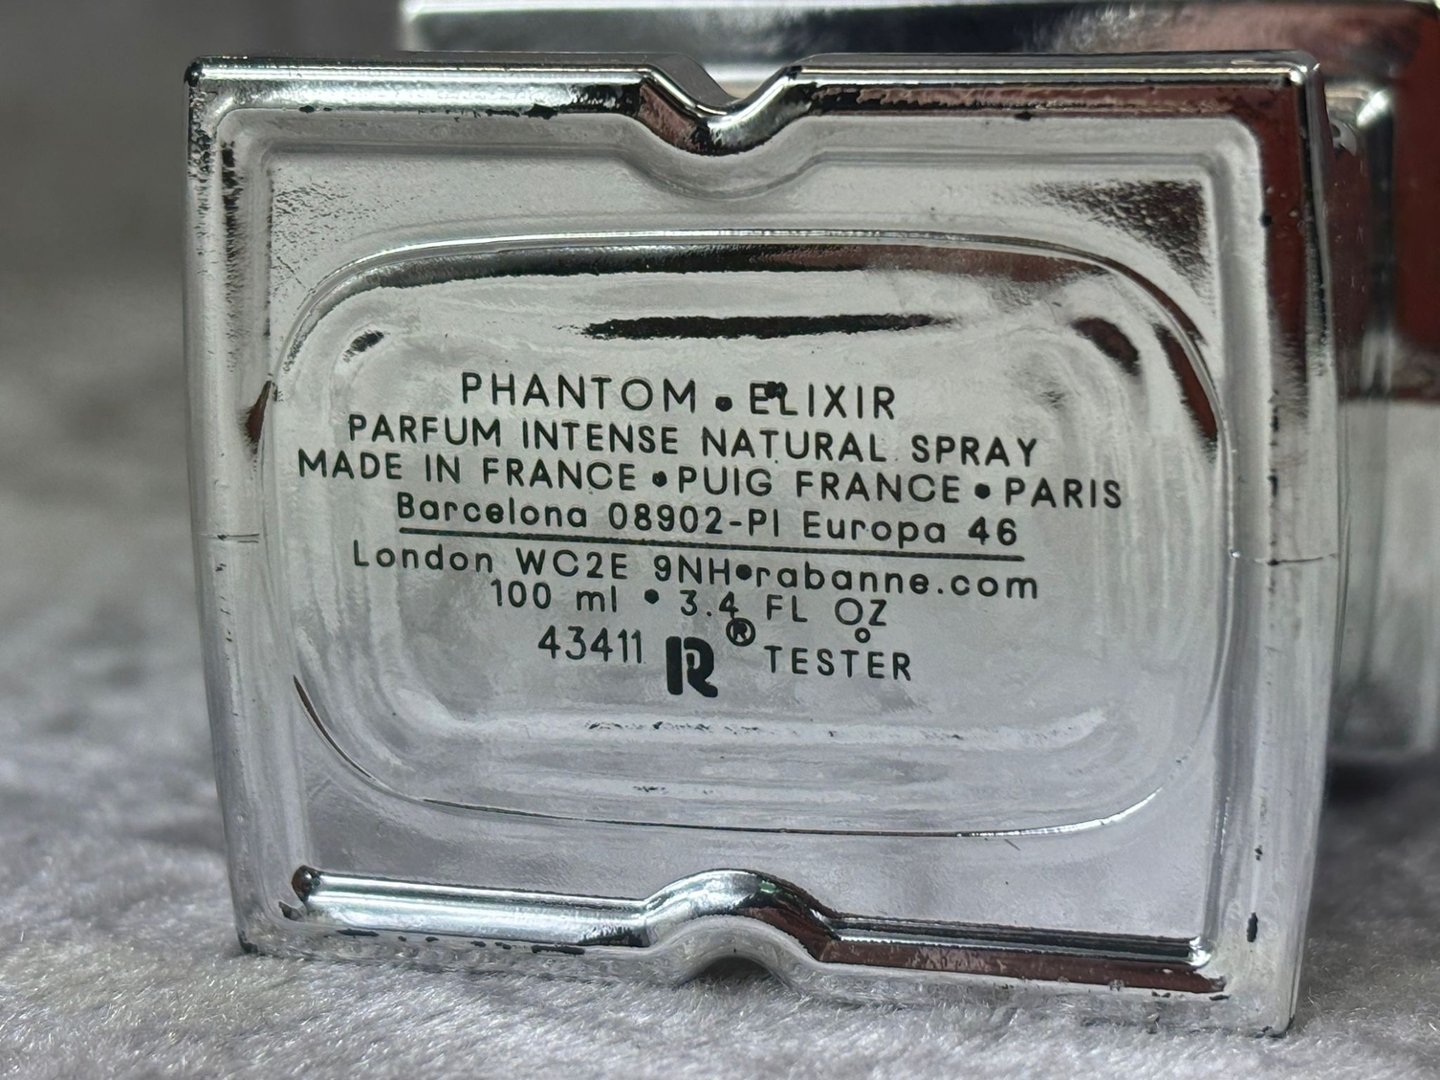 PHANTOM • ELIXIR
PARFUM INTENSE NATURAL SPRAY
MADE IN FRANCE • PUIG FRANCE • PARIS
Barcelona 08902-Pl Europa 46
London WC2E 9NH•rabanne.com
100 ml • 3.4 FL OZ
43411 R ® TESTER